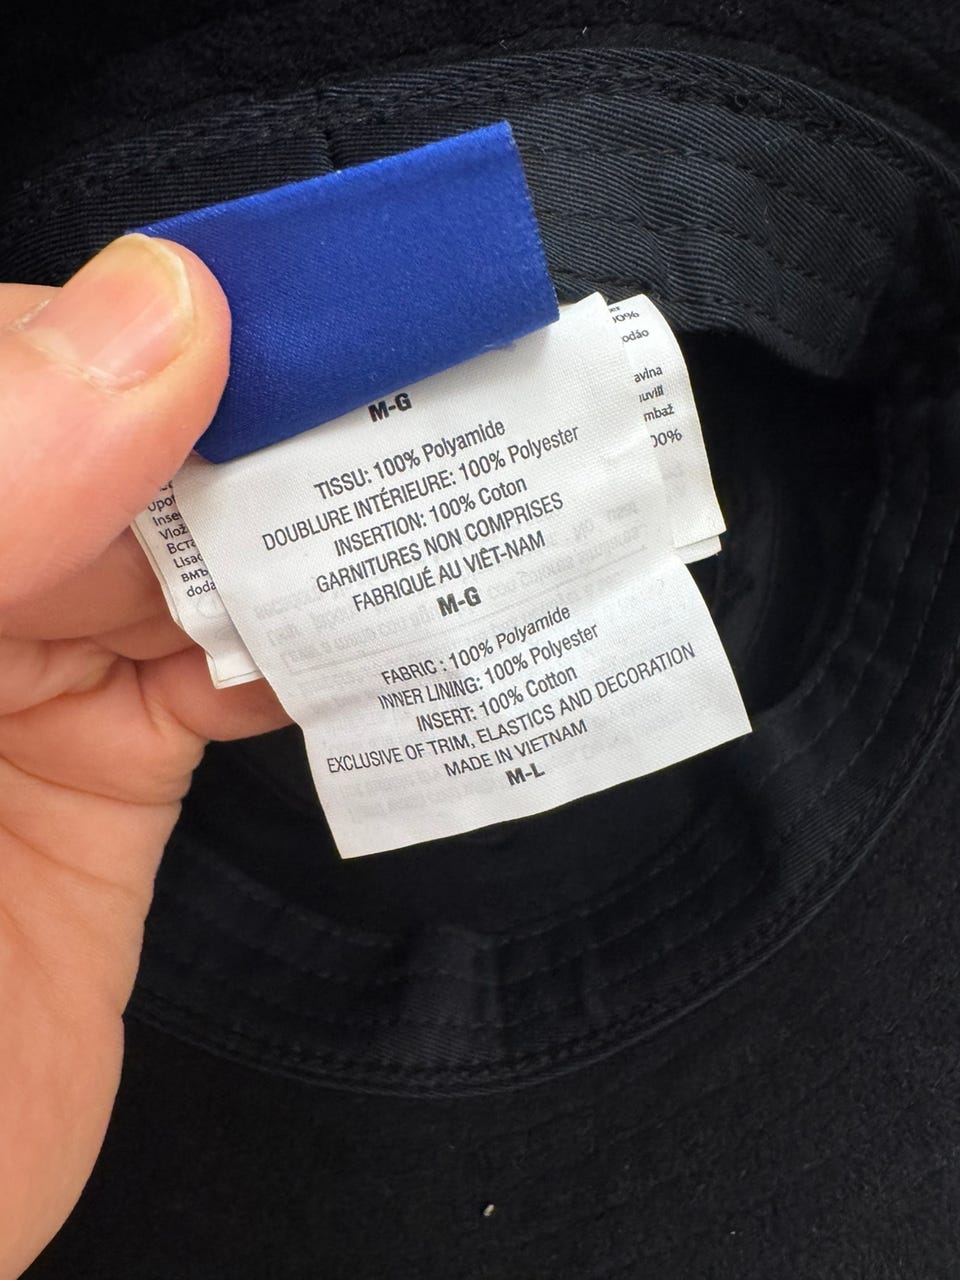 M-G
TISSU: 100% Polyamide
DOUBLURE INTÉRIEURE: 100% Polyester
INSERTION: 100% Coton
GARNITURES NON COMPRISES
FABRIQUÉ AU VIÊT-NAM
M-G
FABRIC : 100% Polyamide
INNER LINING: 100% Polyester
INSERT: 100% Cotton
EXCLUSIVE OF TRIM, ELASTICS AND DECORATION
MADE IN VIETNAM
M-L